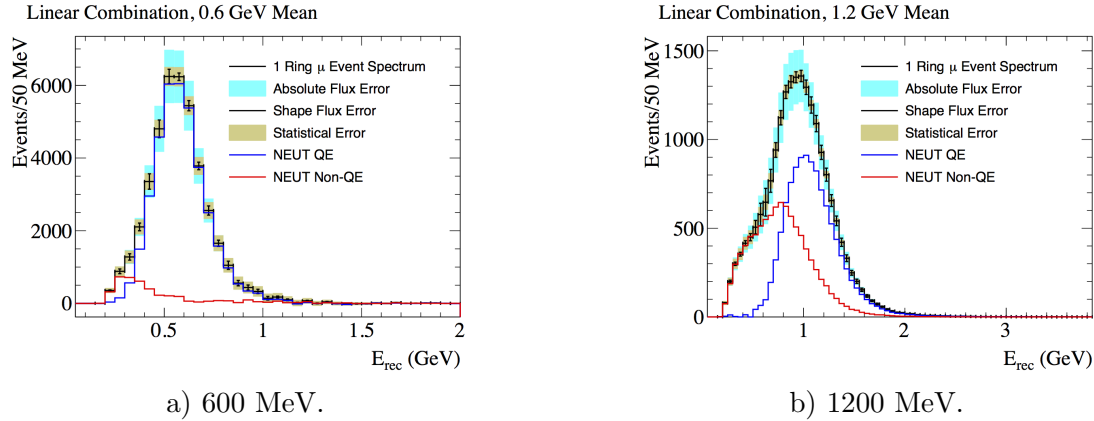 Linear Combination, 0.6 GeV Mean
Events/50 MeV
6000
4000
2000
0
0.5
1
1.5
2
E_rec (GeV)
1 Ring μ Event Spectrum
Absolute Flux Error
Shape Flux Error
Statistical Error
NEUT QE
NEUT Non-QE
a) 600 MeV.
Linear Combination, 1.2 GeV Mean
Events/50 MeV
1500
1000
500
0
1
2
3
E_rec (GeV)
1 Ring μ Event Spectrum
Absolute Flux Error
Shape Flux Error
Statistical Error
NEUT QE
NEUT Non-QE
b) 1200 MeV.